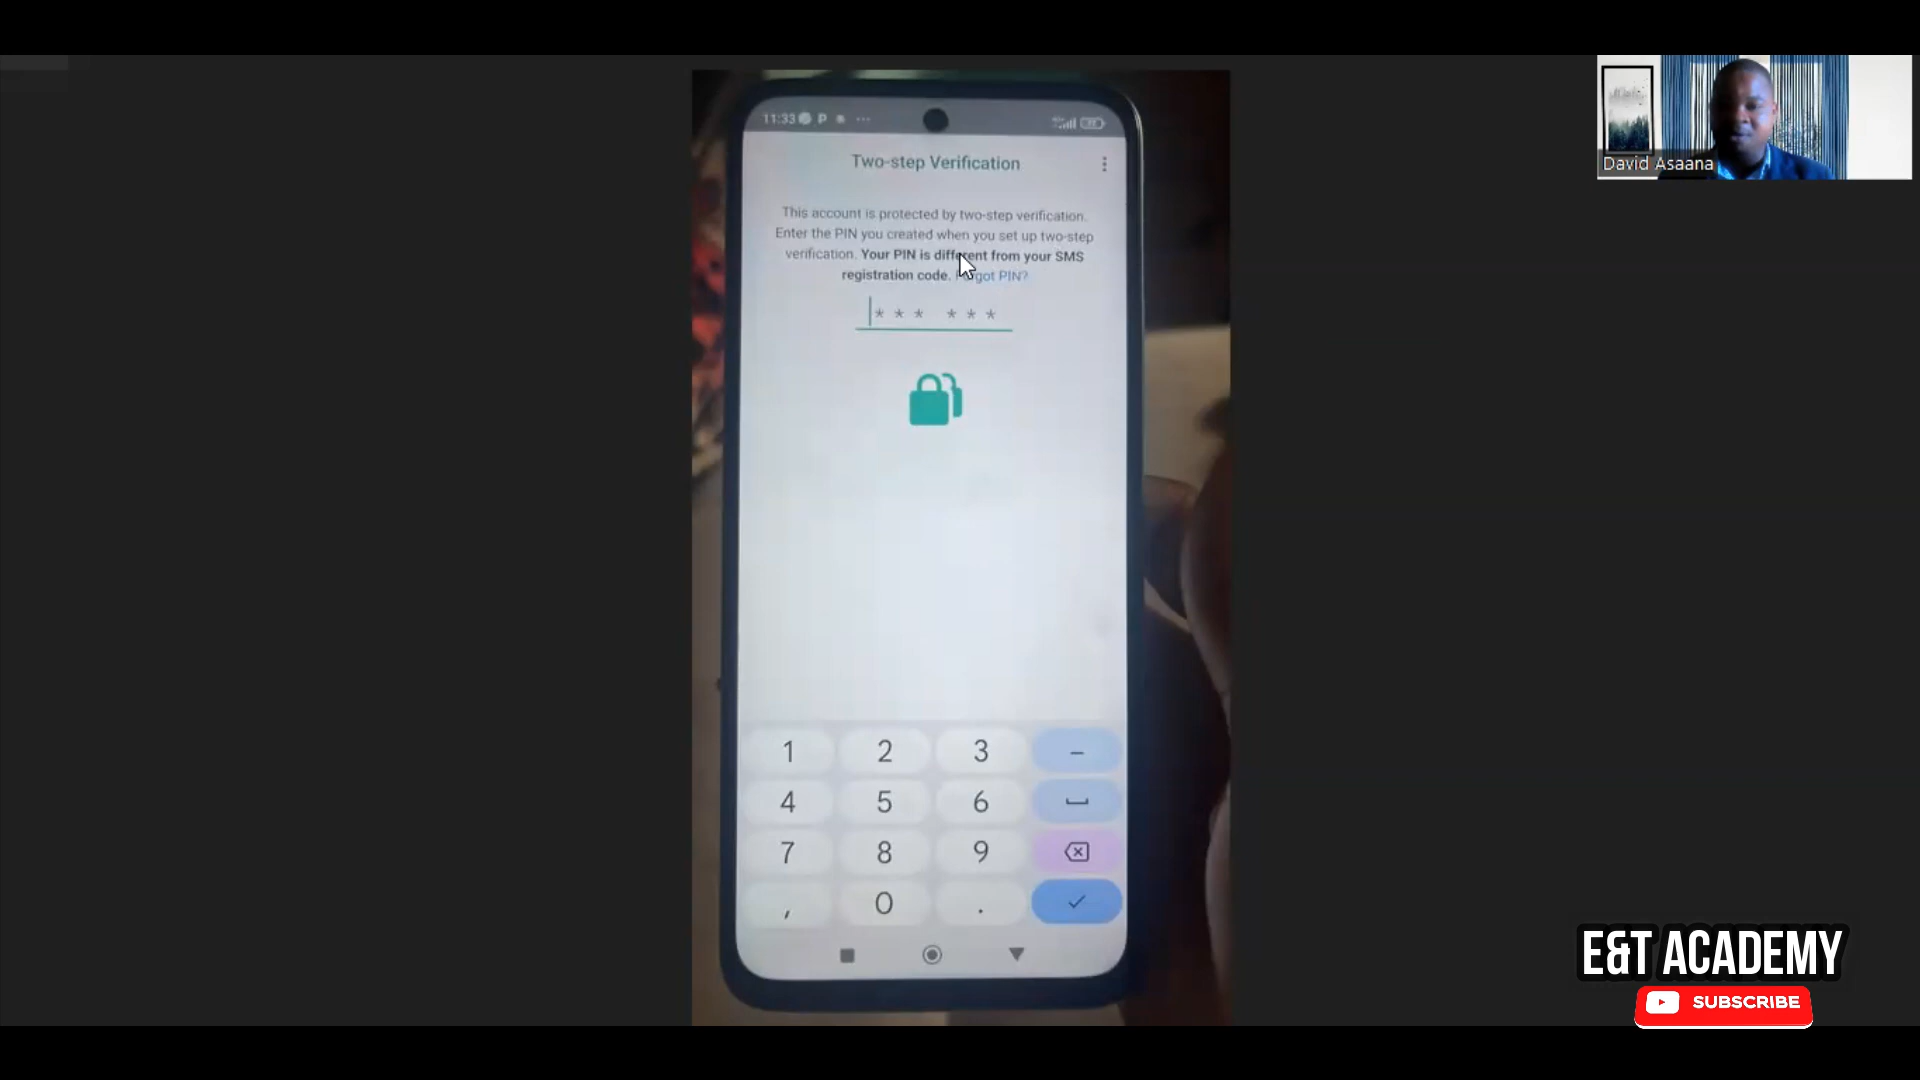 David Asaana
11:33 P
Two-step Verification
This account is protected by two-step verification.
Enter the PIN you created when you set up two-step
verification. Your PIN is different from your SMS
registration code. Forgot PIN?
* * * * * *
1 2 3 –
4 5 6
7 8 9
, 0 .
E&T ACADEMY
SUBSCRIBE